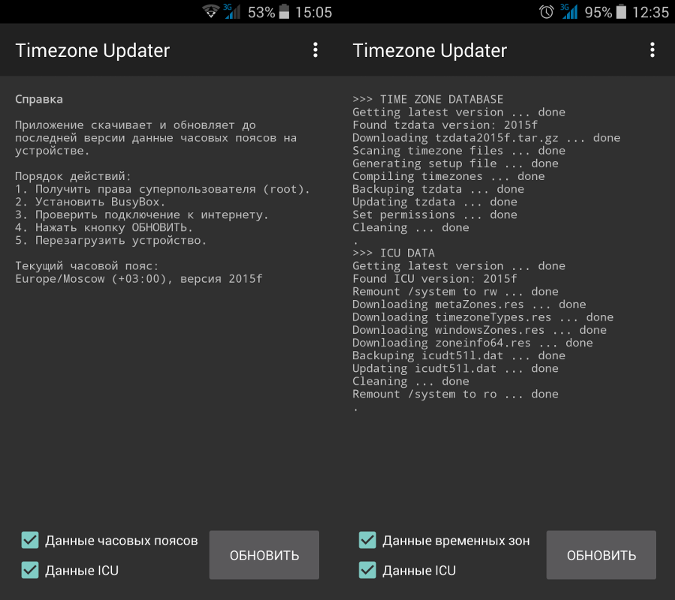 3G 53% 15:05
Timezone Updater
Справка
Приложение скачивает и обновляет до
последней версии данные часовых поясов на
устройстве.
Порядок действий:
1. Получить права суперпользователя (root).
2. Установить BusyBox.
3. Проверить подключение к интернету.
4. Нажать кнопку ОБНОВИТЬ.
5. Перезагрузить устройство.
Текущий часовой пояс:
Europe/Moscow (+03:00), версия 2015f
Данные часовых поясов
Данные ICU
ОБНОВИТЬ
3G 95% 12:35
Timezone Updater
>>> TIME ZONE DATABASE
Getting latest version ... done
Found tzdata version: 2015f
Downloading tzdata2015f.tar.gz ... done
Scanning timezone files ... done
Generating setup file ... done
Compiling timezones ... done
Backuping tzdata ... done
Updating tzdata ... done
Set permissions ... done
Cleaning ... done
.
>>> ICU DATA
Getting latest version ... done
Found ICU version: 2015f
Remount /system to rw ... done
Downloading metaZones.res ... done
Downloading timezoneTypes.res ... done
Downloading windowsZones.res ... done
Downloading zoneinfo64.res ... done
Backuping icudt51l.dat ... done
Updating icudt51l.dat ... done
Cleaning ... done
Remount /system to ro ... done
.
Данные временных зон
Данные ICU
ОБНОВИТЬ